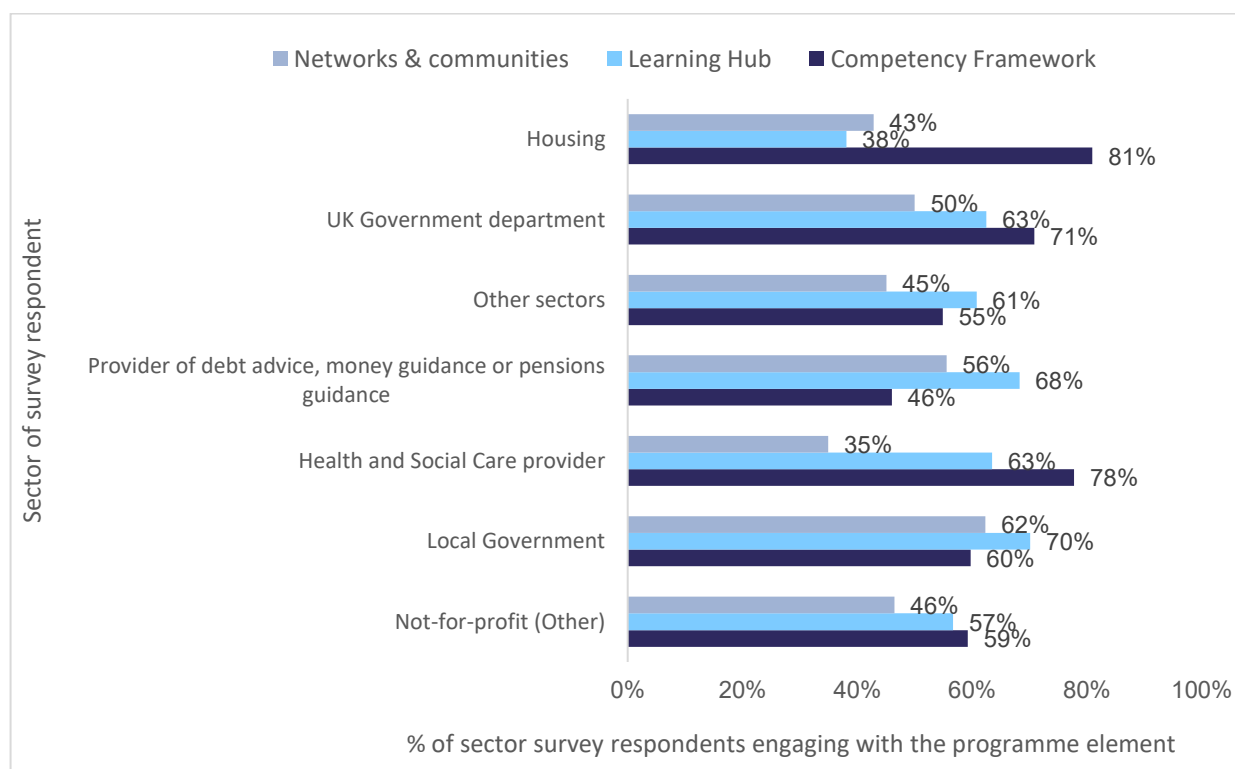 Networks & communities Learning Hub Competency Framework
Sector of survey respondent
Housing
43%
38%
81%
UK Government department
50%
63%
71%
Other sectors
45%
61%
55%
Provider of debt advice, money guidance or pensions
guidance
56%
68%
46%
Health and Social Care provider
35%
63%
78%
Local Government
62%
70%
60%
Not-for-profit (Other)
46%
57%
59%
0% 20% 40% 60% 80% 100%
% of sector survey respondents engaging with the programme element